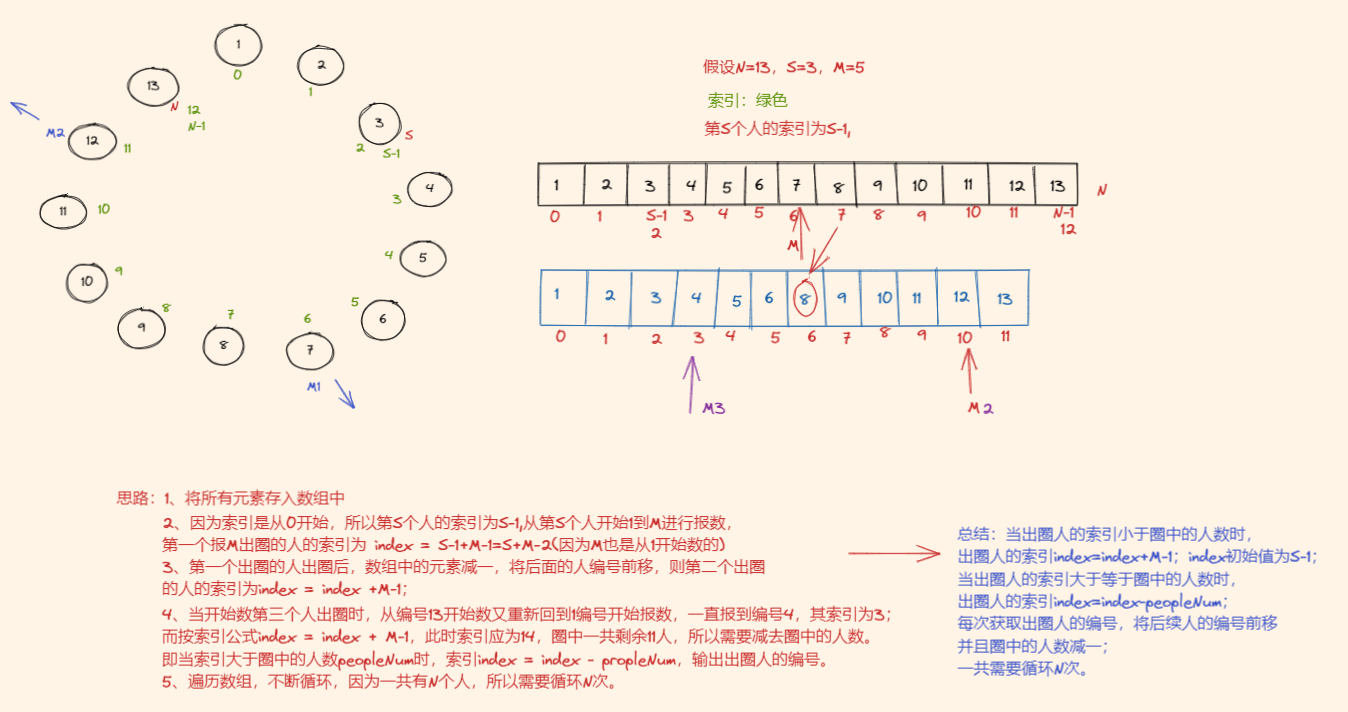 1
0
2
1
3
S
2
S-1
4
3
5
4
6
5
7
6
M1
8
7
9
8
10
9
11
10
12
11
M2
13
N
12
N-1
假设N=13，S=3，M=5
索引：绿色
第S个人的索引为S-1,
1 2 3 4 5 6 7 8 9 10 11 12 13 N
0 1 S-1 3 4 5 6 7 8 9 10 11 N-1
2 12
M
1 2 3 4 5 6 8 9 10 11 12 13
0 1 2 3 4 5 6 7 8 9 10 11
M3 M2
思路：1、将所有元素存入数组中
2、因为索引是从0开始，所以第S个人的索引为S-1,从第S个人开始1到M进行报数，
第一个报M出圈的人的索引为 index = S-1+M-1=S+M-2(因为M也是从1开始数的)
3、第一个出圈的人出圈后，数组中的元素减一，将后面的人编号前移，则第二个出圈
的人的索引为index = index +M-1；
4、当开始数第三个人出圈时，从编号13开始数又重新回到1编号开始报数，一直报到编号4，其索引为3；
而按索引公式index = index + M-1，此时索引应为14，圈中一共剩余11人，所以需要减去圈中的人数。
即当索引大于圈中的人数peopleNum时，索引index = index - propleNum，输出出圈人的编号。
5、遍历数组，不断循环，因为一共有N个人，所以需要循环N次。
总结：当出圈人的索引小于圈中的人数时，
出圈人的索引index=index+M-1；index初始值为S-1；
当出圈人的索引大于等于圈中的人数时，
出圈人的索引index=index-peopleNum；
每次获取出圈人的编号，将后续人的编号前移
并且圈中的人数减一；
一共需要循环N次。